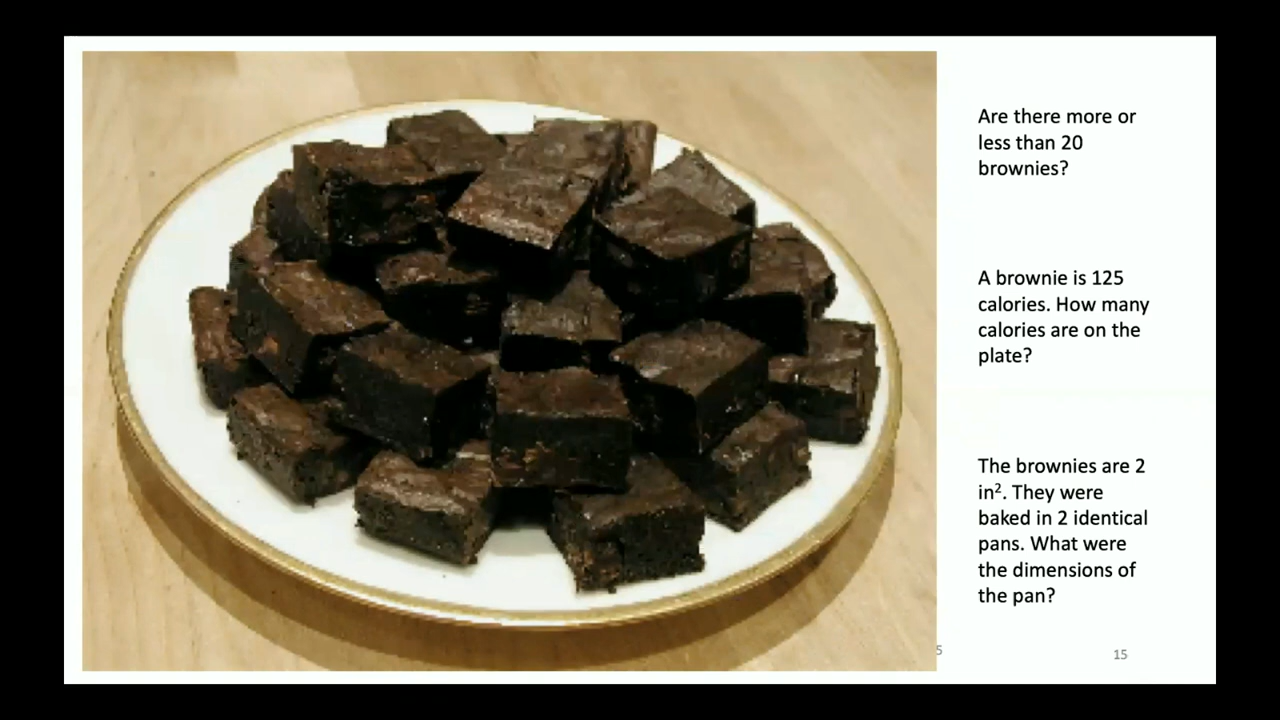 Are there more or
less than 20
brownies?
A brownie is 125
calories. How many
calories are on the
plate?
The brownies are 2
in². They were
baked in 2 identical
pans. What were
the dimensions of
the pan?
5
15